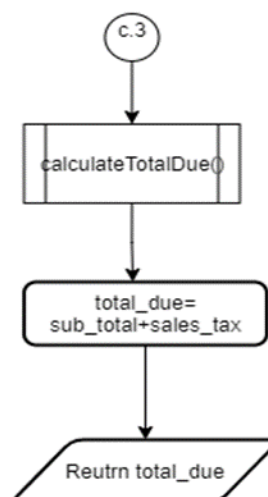 c.3
calculateTotalDue()
total_due=
sub_total+sales_tax
Reutrn total_due